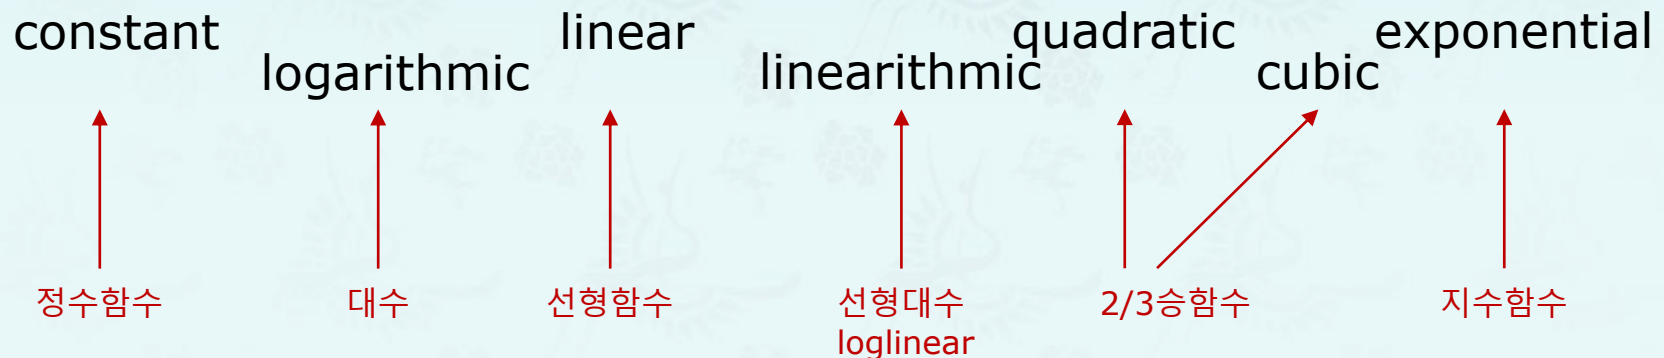 constant
logarithmic
linear
linearithmic
quadratic
cubic
exponential
정수함수
대수
선형함수
선형대수
loglinear
2/3승함수
지수함수